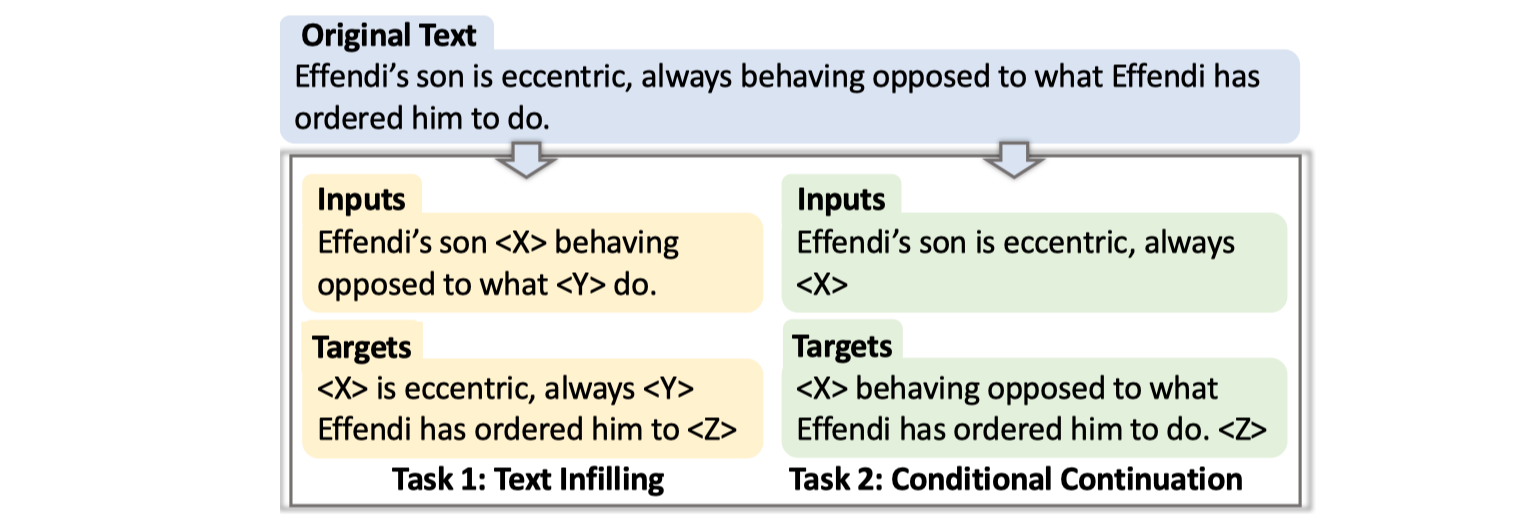 Original Text
Effendi’s son is eccentric, always behaving opposed to what Effendi has
ordered him to do.
Inputs
Effendi’s son <X> behaving
opposed to what <Y> do.
Targets
<X> is eccentric, always <Y>
Effendi has ordered him to <Z>
Task 1: Text Infilling
Inputs
Effendi’s son is eccentric, always
<X>
Targets
<X> behaving opposed to what
Effendi has ordered him to do. <Z>
Task 2: Conditional Continuation